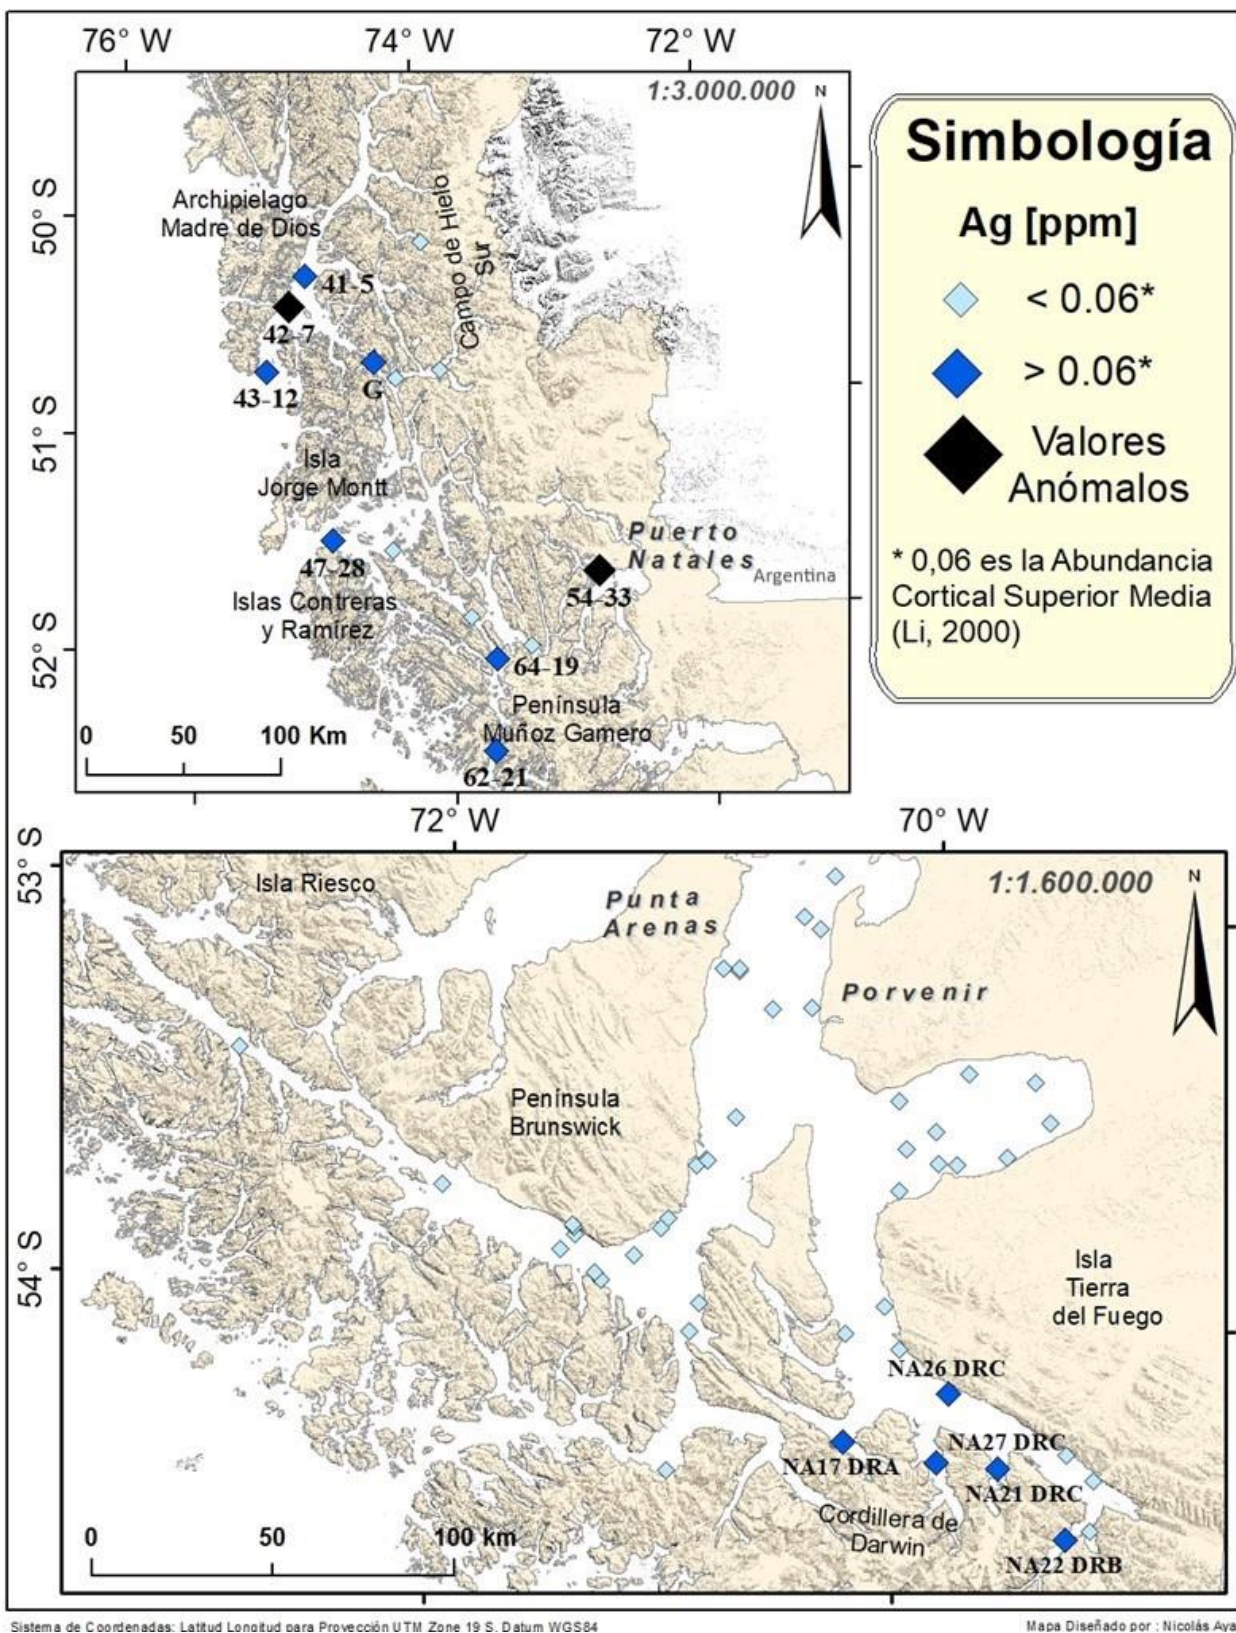 76° W
74° W
72° W
1:3.000.000
N
50° S
51° S
52° S
Archipielago
Madre de Dios
Campo de Hielo
Sur
41-5
42-7
43-12
G
Isla
Jorge Montt
47-28
Islas Contreras
y Ramírez
Puerto
Natales
Argentina
54-33
64-19
Península
Muñoz Gamero
62-21
0 50 100 Km
Simbología
Ag [ppm]
< 0.06*
> 0.06*
Valores
Anómalos
* 0,06 es la Abundancia
Cortical Superior Media
(Li, 2000)
72° W
70° W
53° S
54° S
1:1.600.000
N
Isla Riesco
Punta
Arenas
Porvenir
Península
Brunswick
Isla
Tierra
del Fuego
NA26 DRC
NA27 DRC
NA17 DRA
NA21 DRC
Cordillera de
Darwin
NA22 DRB
0 50 100 km
Sistema de Coordenadas: Latitud Longitud para Proyección UTM Zone 19 S. Datum WGS84
Mapa Diseñado por : Nicolás Aya